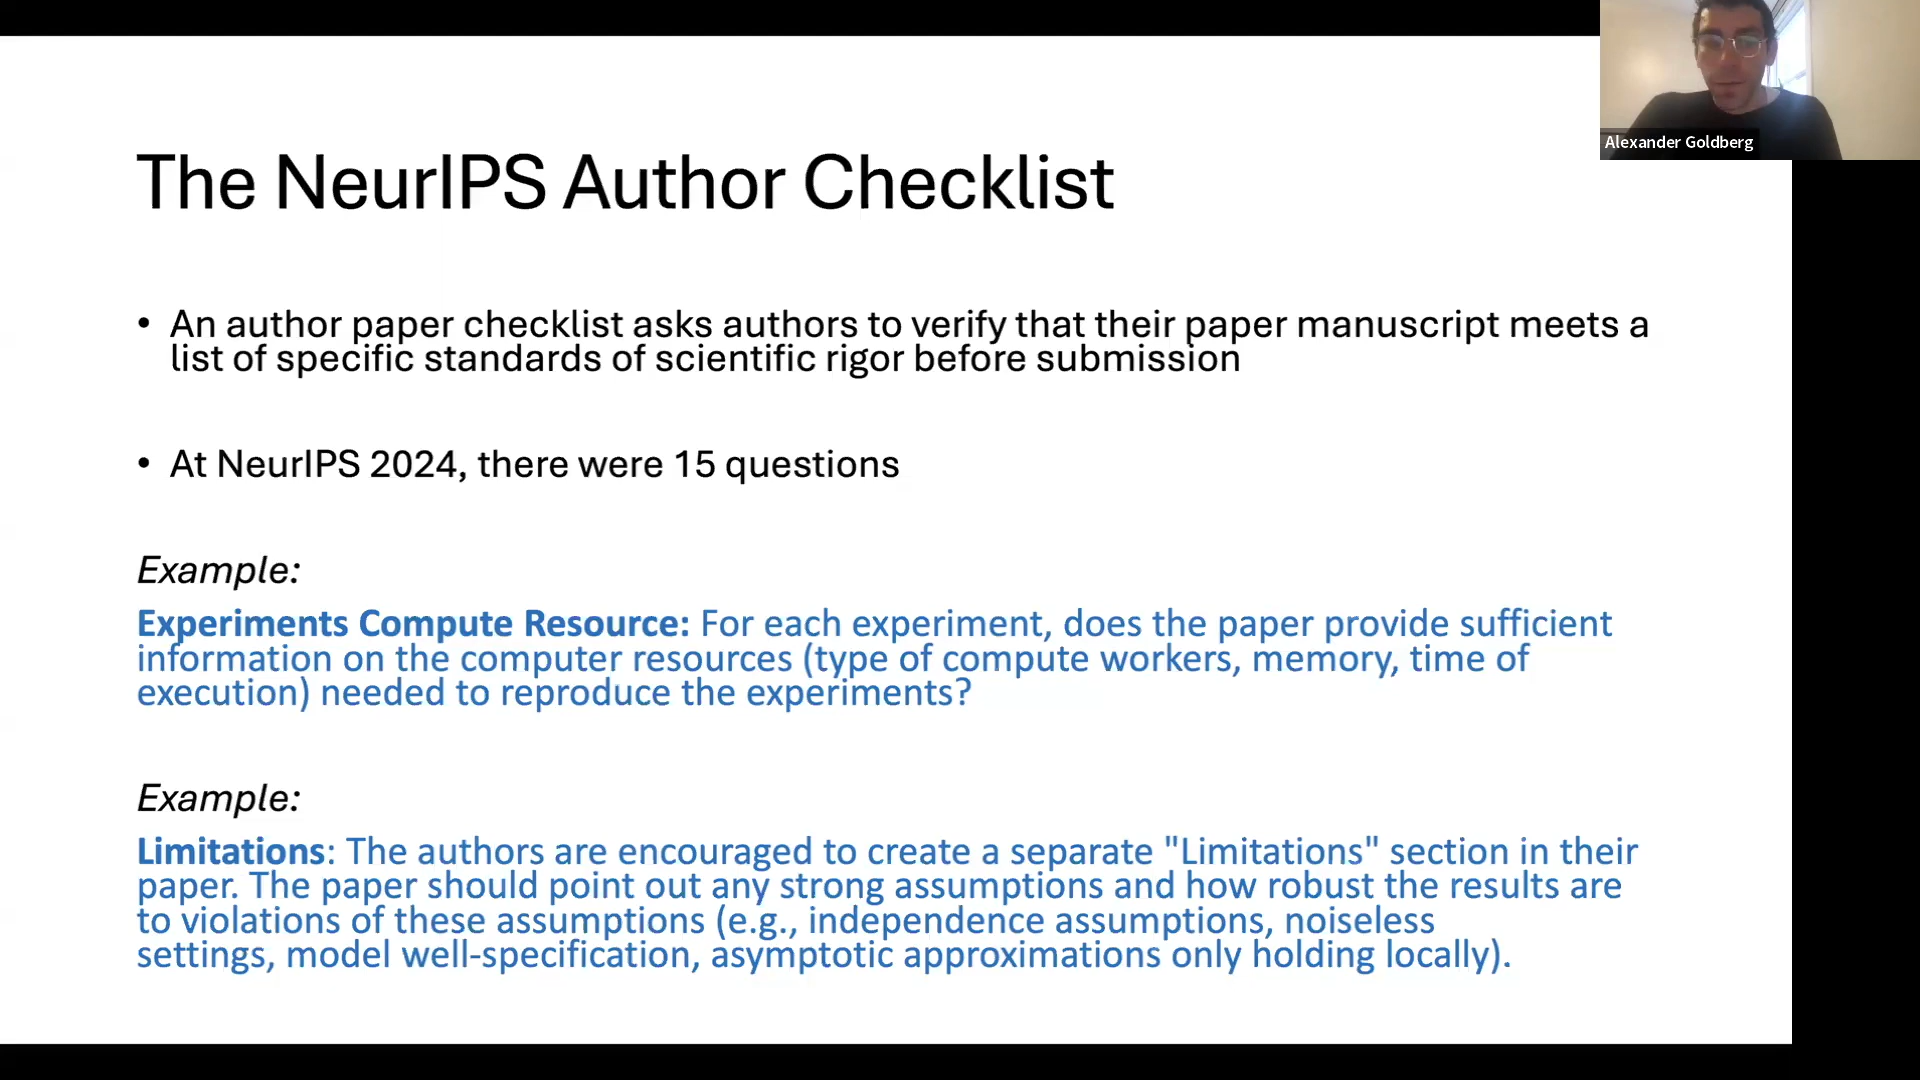 Alexander Goldberg
The NeurIPS Author Checklist
• An author paper checklist asks authors to verify that their paper manuscript meets a
list of specific standards of scientific rigor before submission
• At NeurIPS 2024, there were 15 questions
Example:
Experiments Compute Resource: For each experiment, does the paper provide sufficient
information on the computer resources (type of compute workers, memory, time of
execution) needed to reproduce the experiments?
Example:
Limitations: The authors are encouraged to create a separate "Limitations" section in their
paper. The paper should point out any strong assumptions and how robust the results are
to violations of these assumptions (e.g., independence assumptions, noiseless
settings, model well-specification, asymptotic approximations only holding locally).